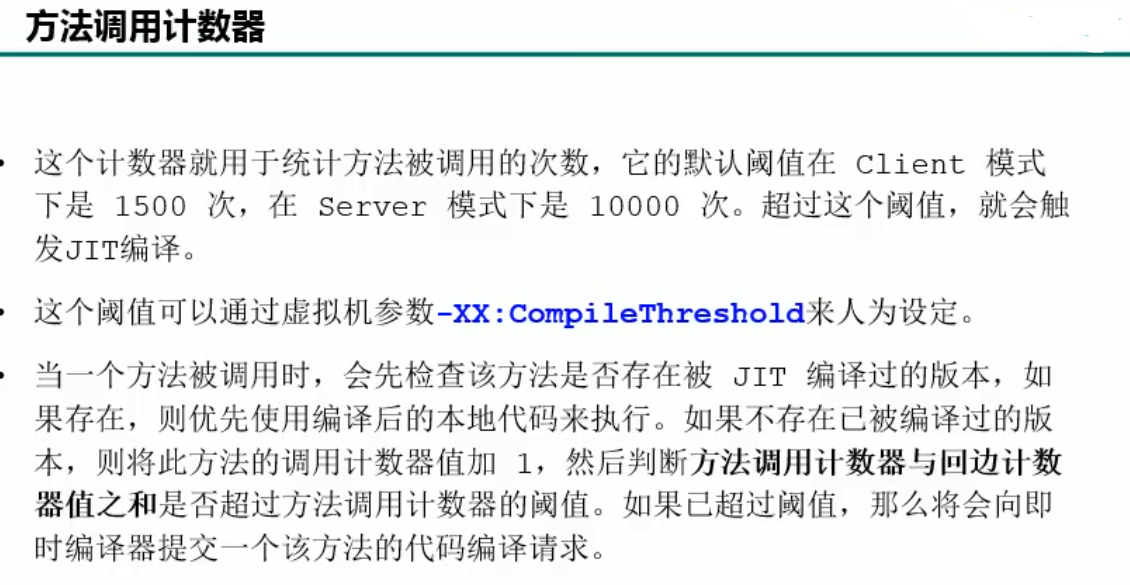 方法调用计数器
• 这个计数器就用于统计方法被调用的次数，它的默认阈值在 Client 模式
下是 1500 次，在 Server 模式下是 10000 次。超过这个阈值，就会触
发JIT编译。
• 这个阈值可以通过虚拟机参数-XX:CompileThreshold来人为设定。
• 当一个方法被调用时，会先检查该方法是否存在被 JIT 编译过的版本，如
果存在，则优先使用编译后的本地代码来执行。如果不存在已被编译过的版
本，则将此方法的调用计数器值加 1，然后判断方法调用计数器与回边计数
器值之和是否超过方法调用计数器的阈值。如果已超过阈值，那么将会向即
时编译器提交一个该方法的代码编译请求。